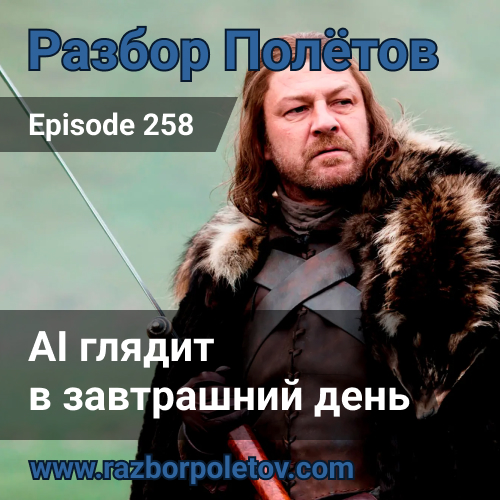 Разбор Полётов
Episode 258
AI глядит
в завтрашний день
www.razborpoletov.com